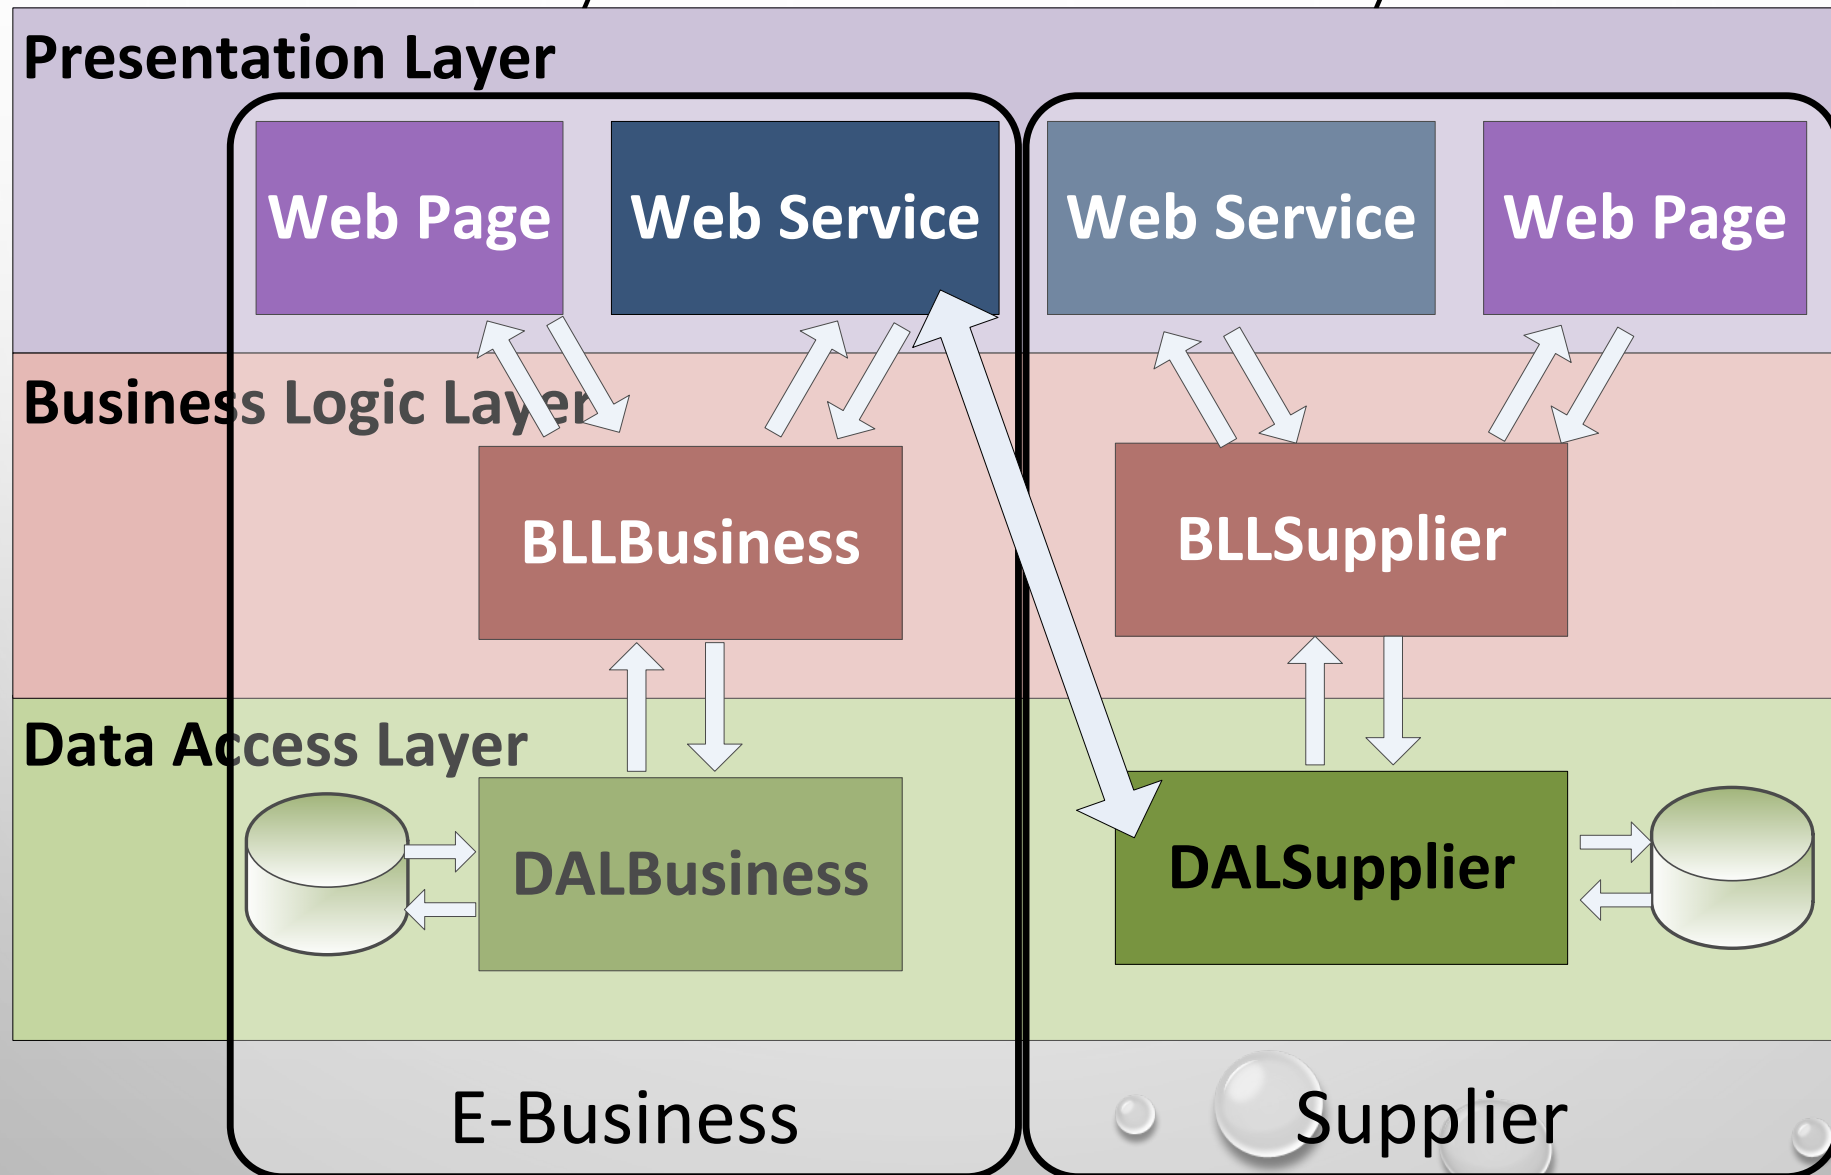 Presentation Layer
Web Page
Web Service
Web Service
Web Page
Business Logic Layer
BLLBusiness
BLLSupplier
Data Access Layer
DALBusiness
DALSupplier
E-Business
Supplier